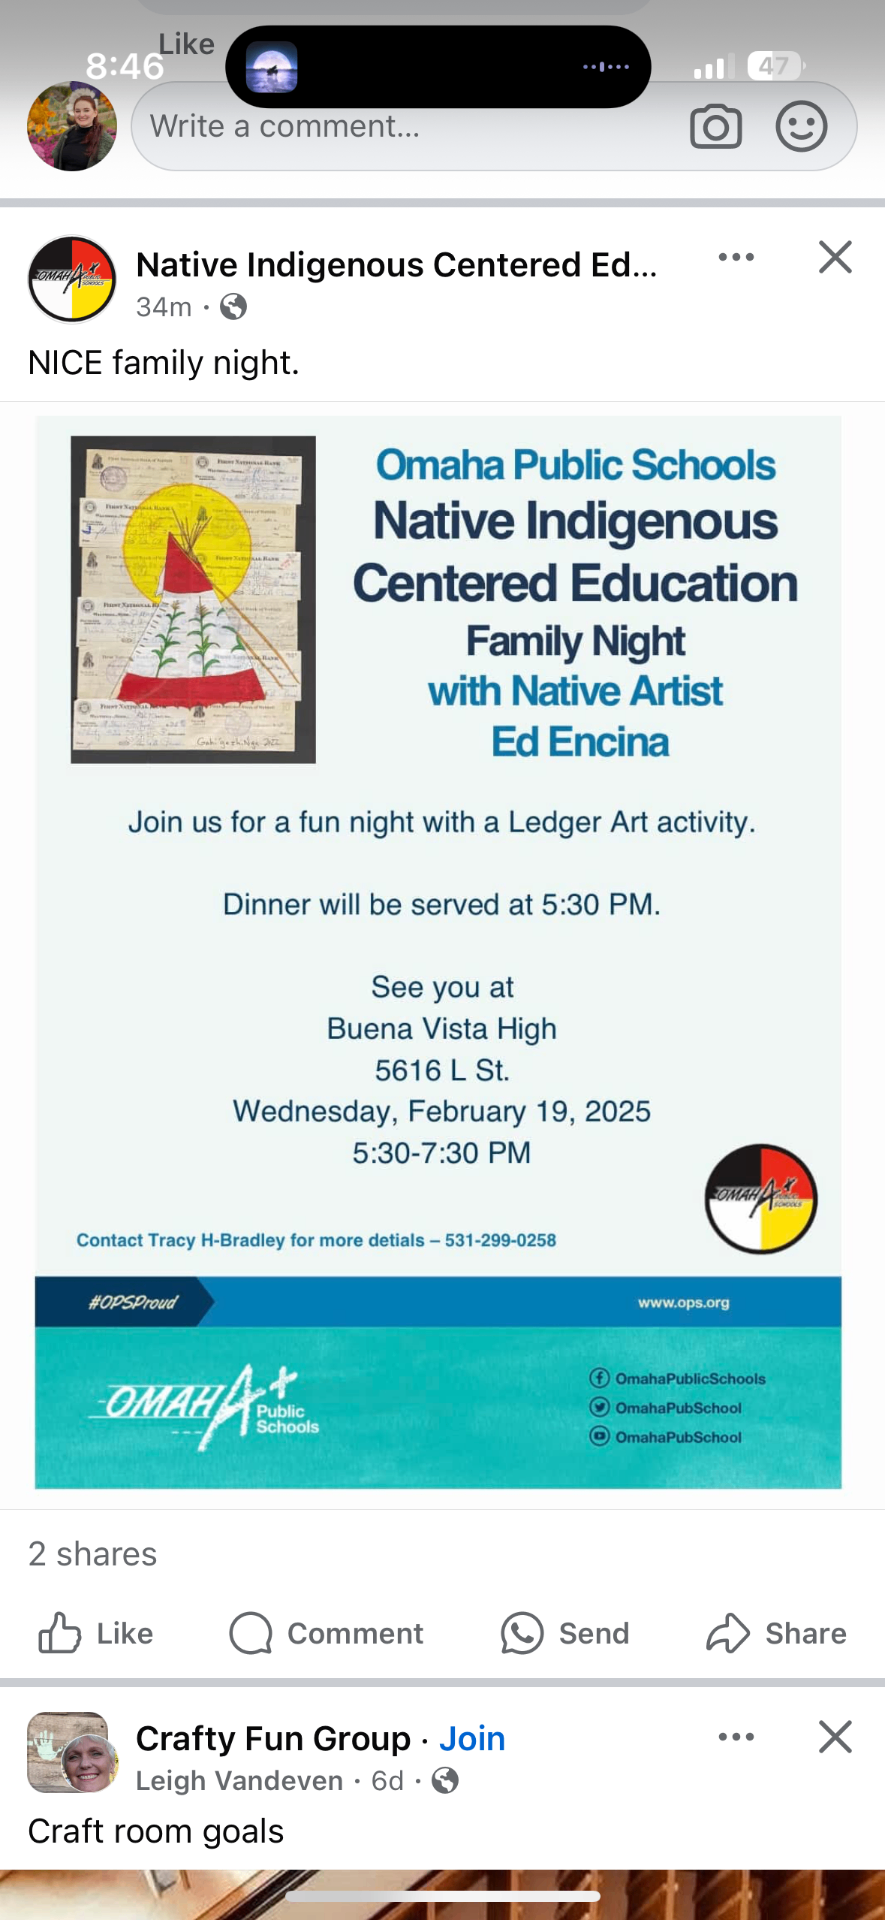 Like
8:46
47
Write a comment...
Native Indigenous Centered Ed...
34m ·
NICE family night.
Omaha Public Schools
Native Indigenous
Centered Education
Family Night
with Native Artist
Ed Encina
Join us for a fun night with a Ledger Art activity.
Dinner will be served at 5:30 PM.
See you at
Buena Vista High
5616 L St.
Wednesday, February 19, 2025
5:30-7:30 PM
OMAHA+
SCHOOLS
Contact Tracy H-Bradley for more detials – 531-299-0258
#OPSProud
www.ops.org
OMAHA+
Public
Schools
OmahaPublicSchools
OmahaPubSchool
OmahaPubSchool
2 shares
Like
Comment
Send
Share
Crafty Fun Group · Join
Leigh Vandeven · 6d ·
Craft room goals